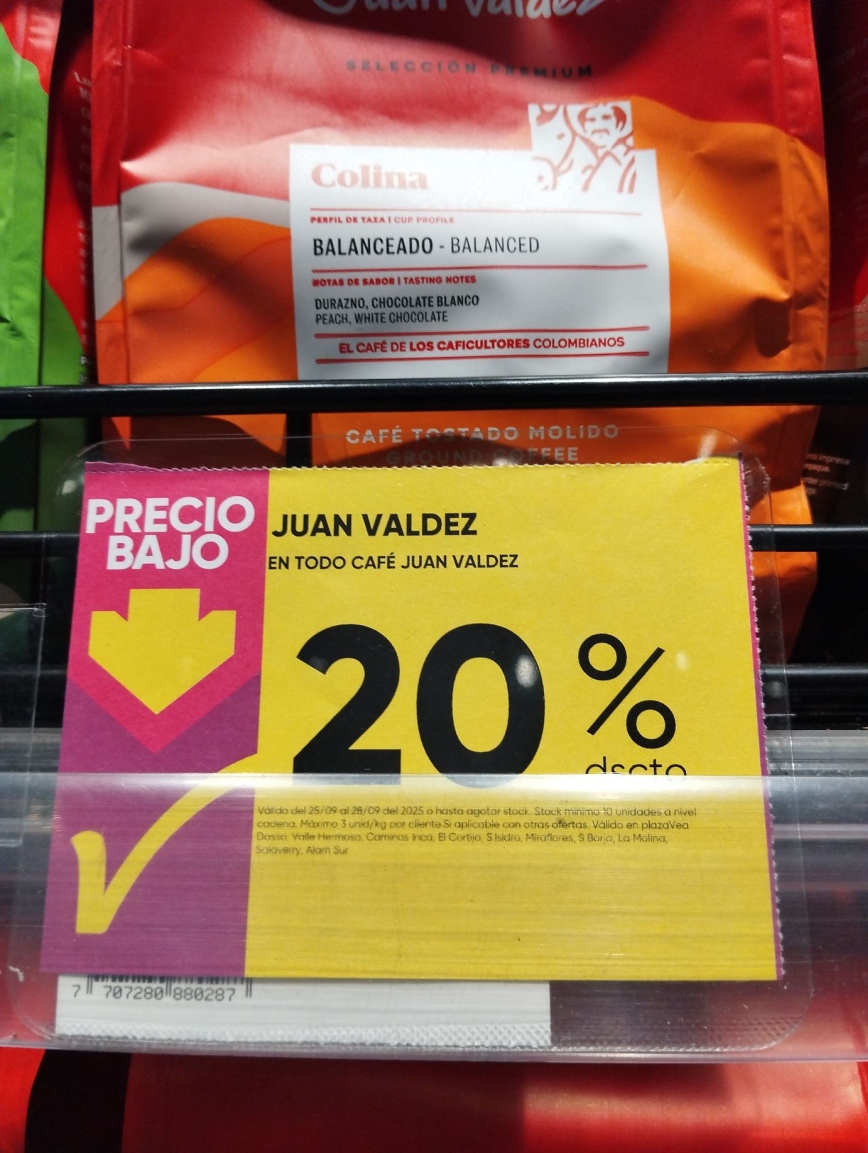 Juan Valdez
SELECCIÓN PREMIUM
Colina
PERFIL DE TAZA | CUP PROFILE
BALANCEADO - BALANCED
NOTAS DE SABOR | TASTING NOTES
DURAZNO, CHOCOLATE BLANCO
PEACH, WHITE CHOCOLATE
EL CAFÉ DE LOS CAFICULTORES COLOMBIANOS
CAFÉ TOSTADO MOLIDO
GROUND COFFEE
PRECIO
BAJO
JUAN VALDEZ
EN TODO CAFÉ JUAN VALDEZ
20%
dscto
Válido del 25/09 al 28/09 del 2025 o hasta agotar stock. Stock mínimo 10 unidades a nivel
cadena. Máximo 3 unid/kg por cliente.Si aplicable con otras ofertas. Válido en plazaVea
Dasso, Valle Hermoso, Caminos Inca, El Cortijo, S.Isidro, Miraflores, S.Borja, La Molina,
Salaverry, Alam Sur
7 707280 880287